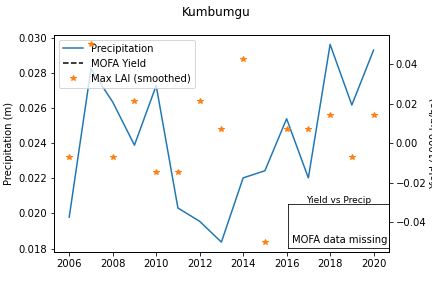 Kumbumgu
Precipitation
MOFA Yield
Max LAI (smoothed)
Precipitation (m)
0.030
0.028
0.026
0.024
0.022
0.020
0.018
0.04
0.02
0.00
−0.02
−0.04
Yield vs Precip
MOFA data missing
2006
2008
2010
2012
2014
2016
2018
2020